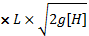 × L × √2g[H]